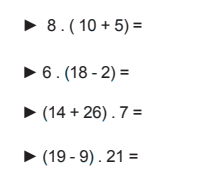 ► 8 . ( 10 + 5) =
► 6 . (18 - 2) =
► (14 + 26) . 7 =
► (19 - 9) . 21 =